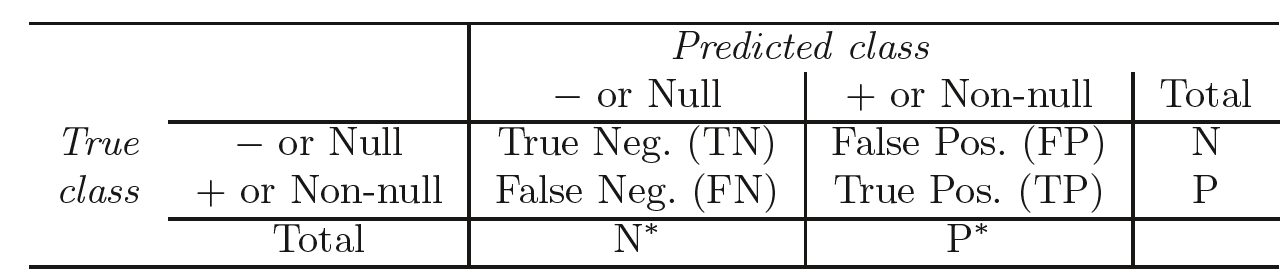 Predicted class
− or Null + or Non-null Total
True − or Null True Neg. (TN) False Pos. (FP) N
class + or Non-null False Neg. (FN) True Pos. (TP) P
Total N* P*